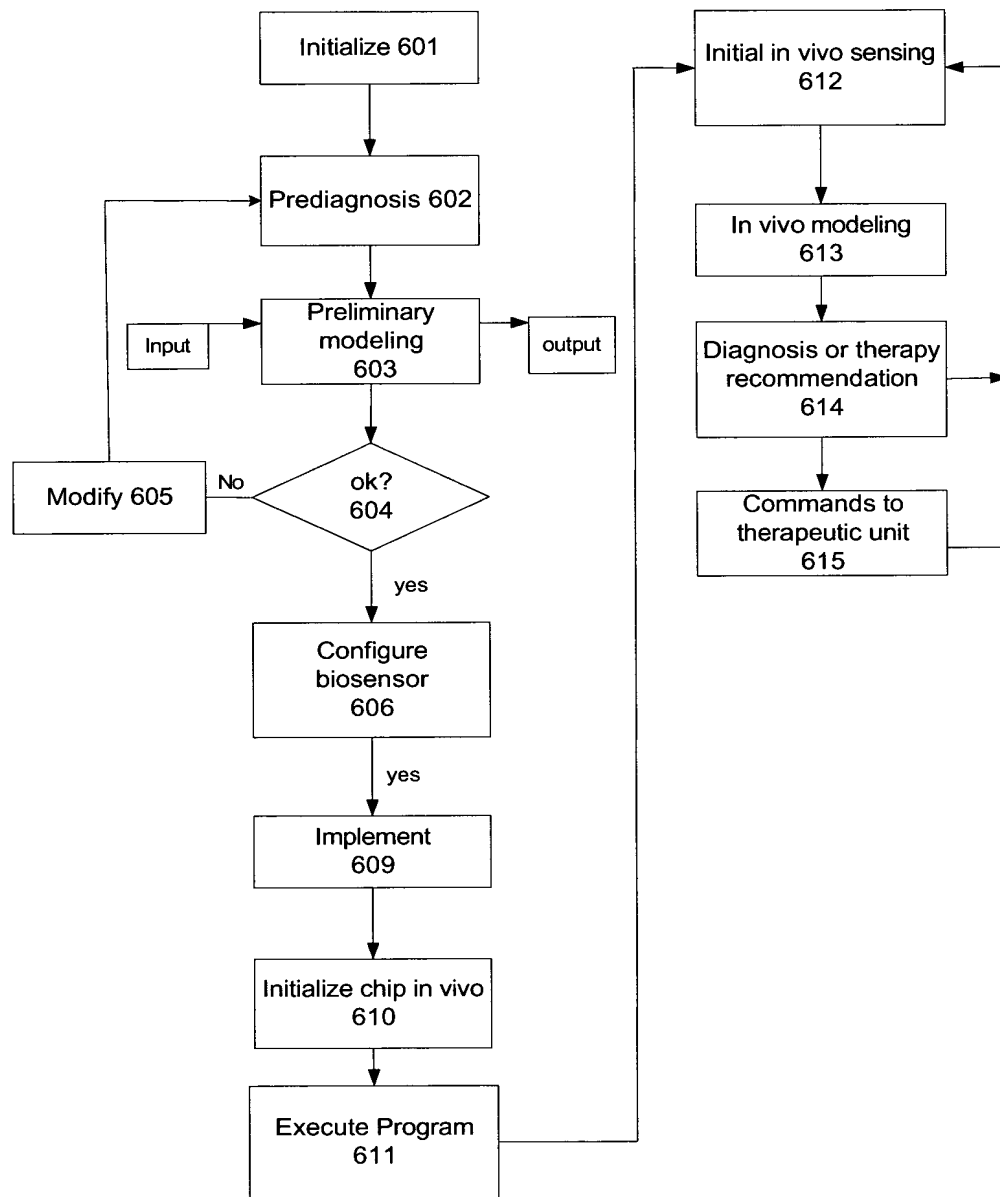 Initialize 601
Prediagnosis 602
Input
Preliminary
modeling
603
output
Modify 605
No
ok?
604
yes
Configure
biosensor
606
yes
Implement
609
Initialize chip in vivo
610
Execute Program
611
Initial in vivo sensing
612
In vivo modeling
613
Diagnosis or therapy
recommendation
614
Commands to
therapeutic unit
615